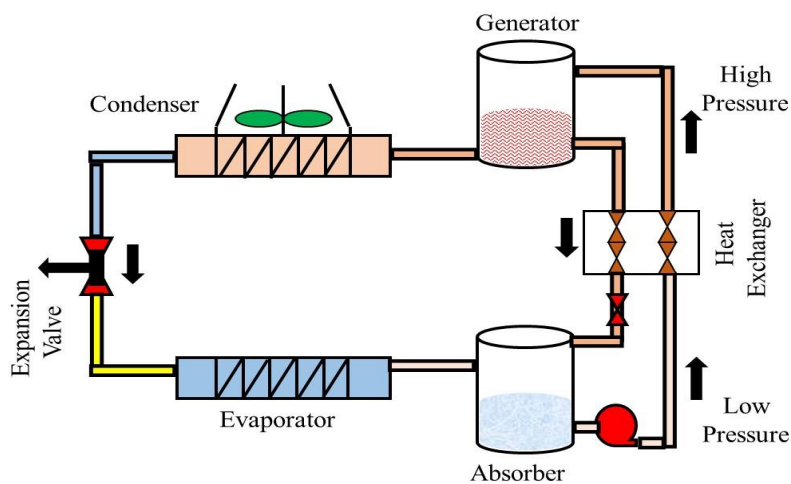 Generator
Condenser
High
Pressure
Heat
Exchanger
Expansion
Valve
Evaporator
Low
Pressure
Absorber